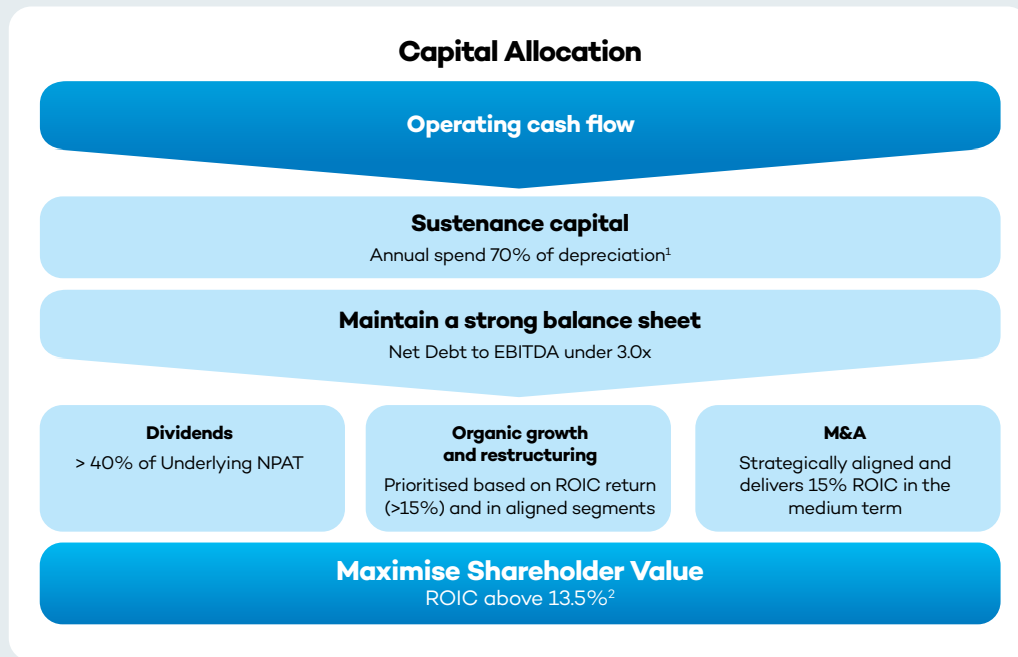 Capital Allocation
Operating cash flow
Sustenance capital
Annual spend 70% of depreciation¹
Maintain a strong balance sheet
Net Debt to EBITDA under 3.0x
Dividends
> 40% of Underlying NPAT
Organic growth
and restructuring
Prioritised based on ROIC return
(>15%) and in aligned segments
M&A
Strategically aligned and
delivers 15% ROIC in the
medium term
Maximise Shareholder Value
ROIC above 13.5%²